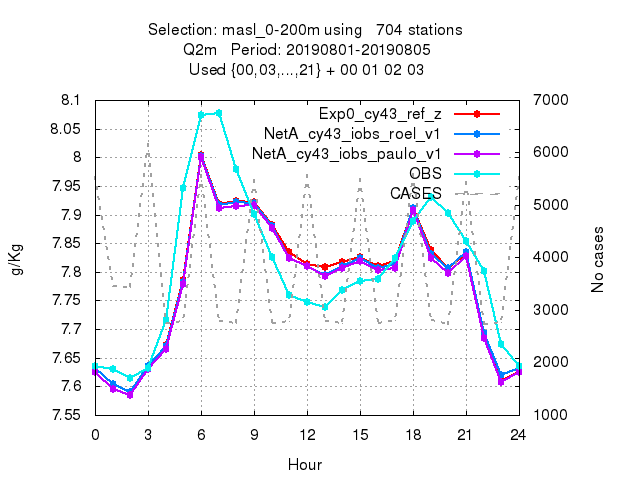 Selection: masl_0-200m using   704 stations
Q2m   Period: 20190801-20190805
Used {00,03,...,21} + 00 01 02 03
8.1
8.05
8
7.95
7.9
7.85
7.8
7.75
7.7
7.65
7.6
7.55
7000
6000
5000
4000
3000
2000
1000
Exp0_cy43_ref_z
NetA_cy43_iobs_roel_v1
NetA_cy43_iobs_paulo_v1
OBS
CASES
g/Kg
No cases
0 3 6 9 12 15 18 21 24
Hour